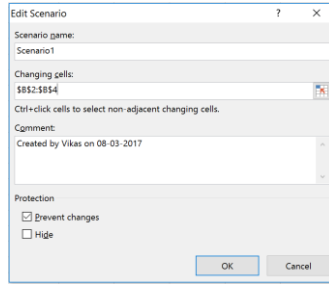 Edit Scenario
?
Scenario name:
Scenario1
Changing cells:
$B$2:$B$4
Ctrl+click cells to select non-adjacent changing cells.
Comment:
Created by Vikas on 08-03-2017
Protection
Prevent changes
Hide
OK Cancel